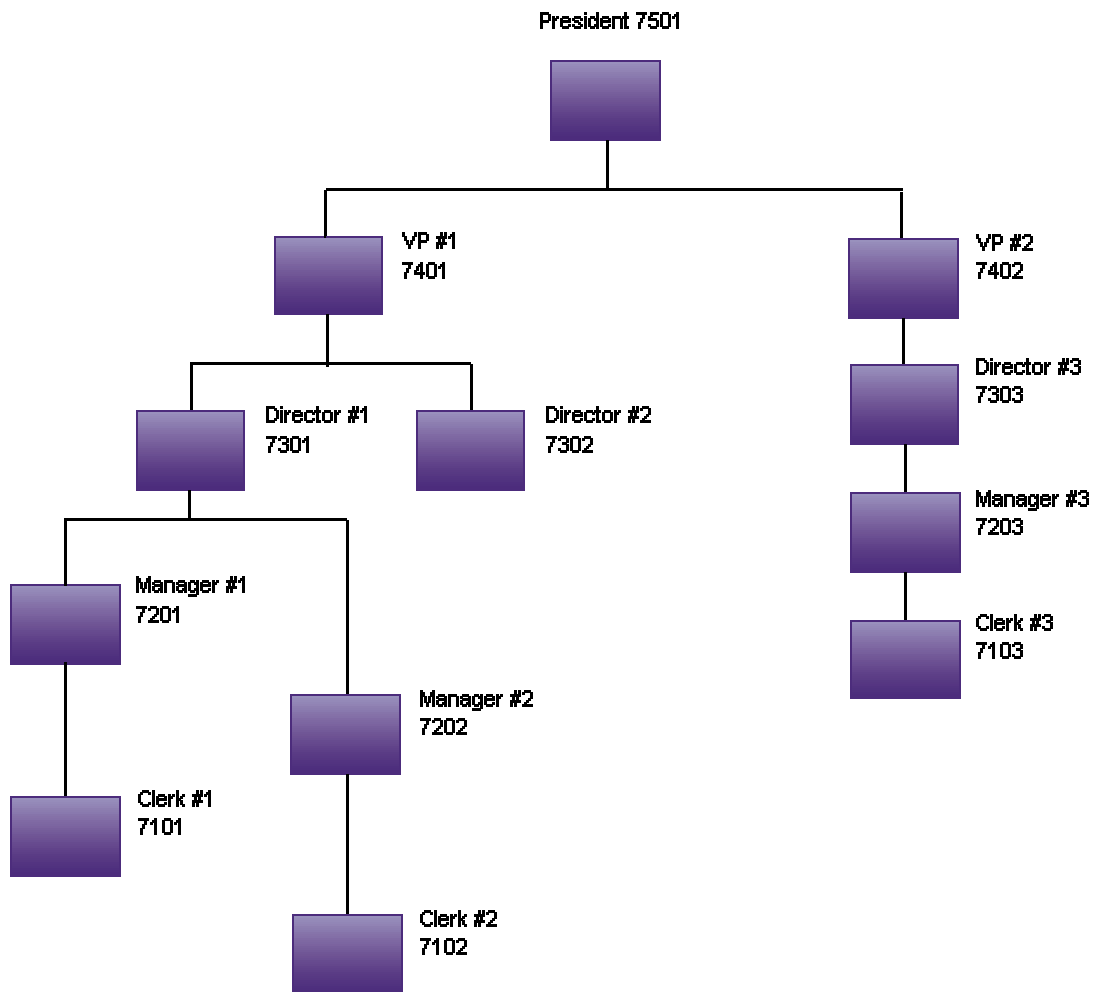 President 7501
VP #1
7401
VP #2
7402
Director #1
7301
Director #2
7302
Director #3
7303
Manager #3
7203
Manager #1
7201
Clerk #3
7103
Manager #2
7202
Clerk #1
7101
Clerk #2
7102